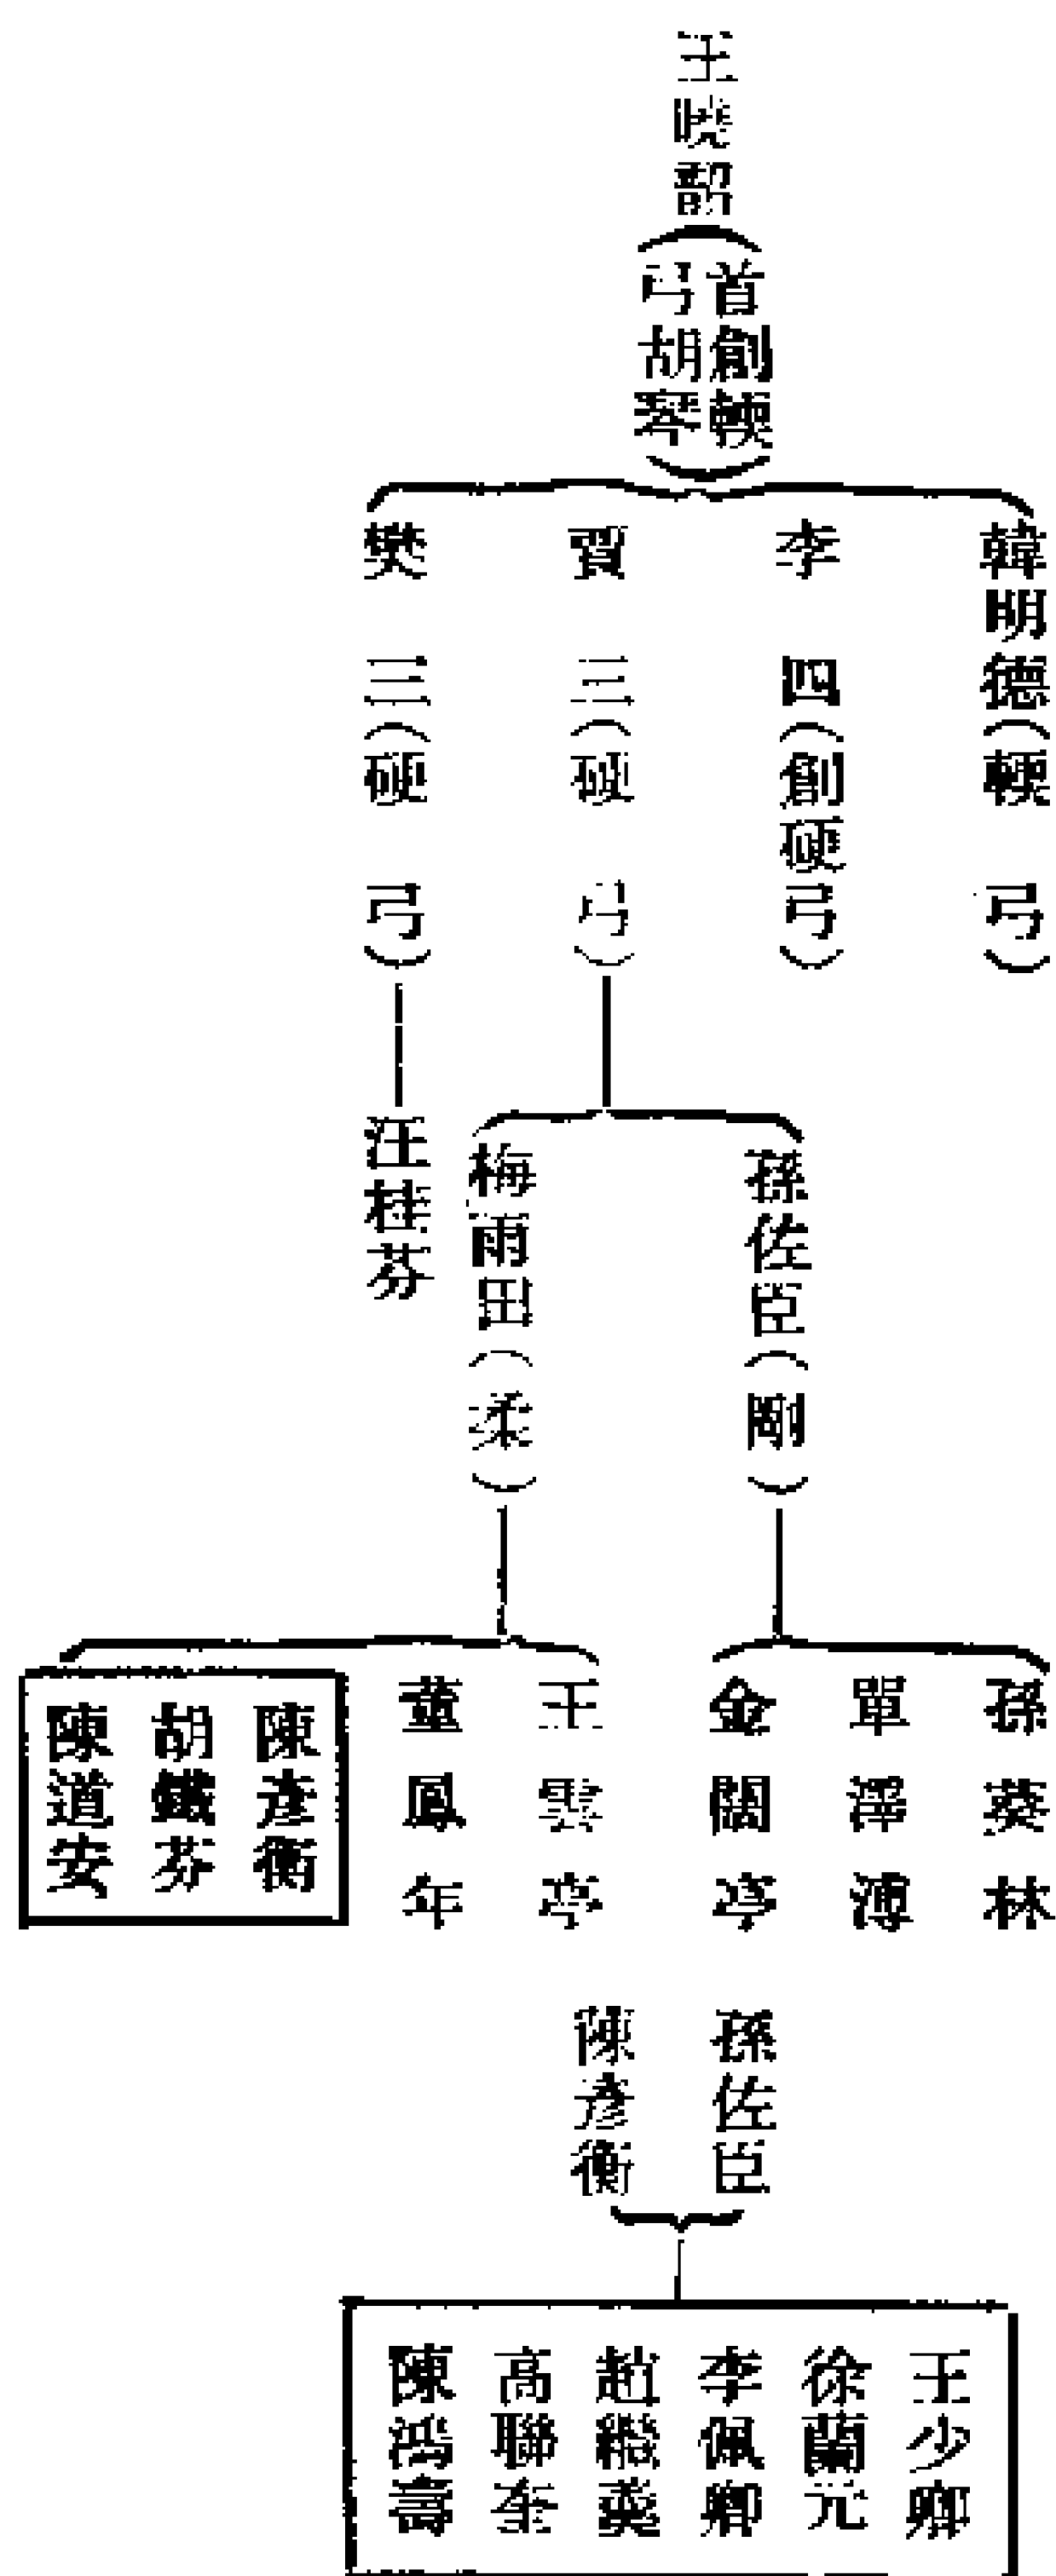 王曉韶(首創輭弓胡琴)
韓明德(輭弓)
李四(創硬弓)
賈三(硬弓)
樊三(硬弓)
孫佐臣(剛)
梅雨田(柔)
汪桂芬
孫葵林
單澤溥
金闊亭
王雲亭
董鳳年
陳彥衡
胡鐵芬
陳道安
孫佐臣
陳彥衡
王少卿
徐蘭元
李佩卿
趙繼羹
高聯奎
陳鴻壽